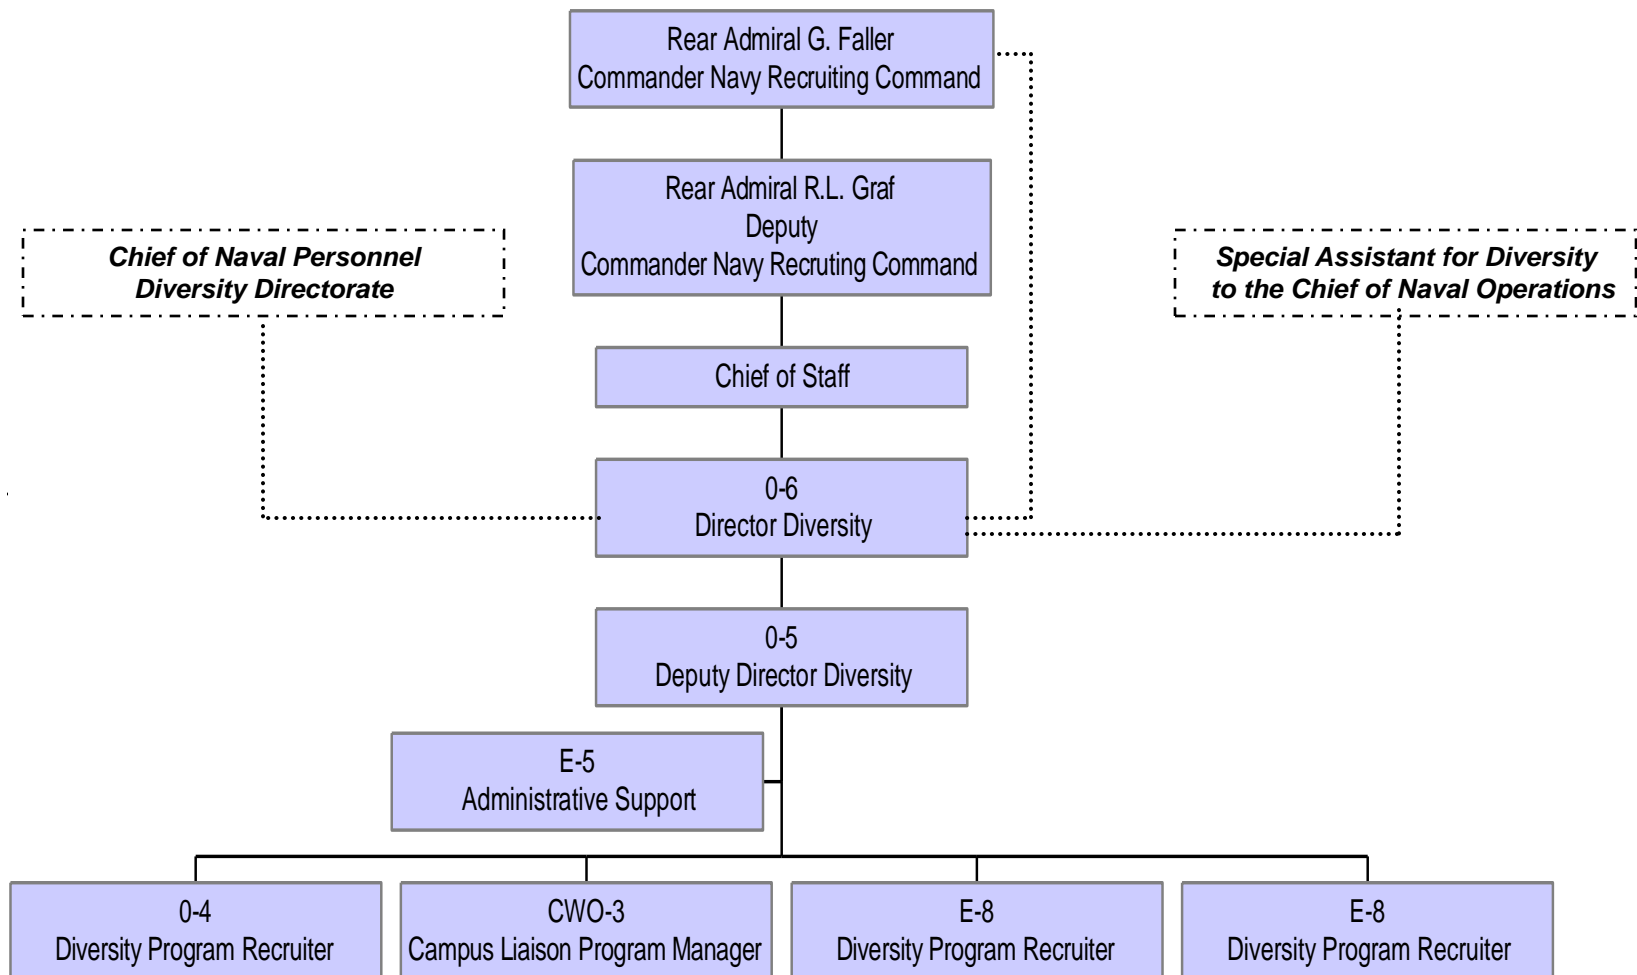 Rear Admiral G. Faller
Commander Navy Recruiting Command
Rear Admiral R.L. Graf
Deputy
Commander Navy Recruting Command
Chief of Naval Personnel
Diversity Directorate
Special Assistant for Diversity
to the Chief of Naval Operations
Chief of Staff
0-6
Director Diversity
0-5
Deputy Director Diversity
E-5
Administrative Support
0-4
Diversity Program Recruiter
CWO-3
Campus Liaison Program Manager
E-8
Diversity Program Recruiter
E-8
Diversity Program Recruiter